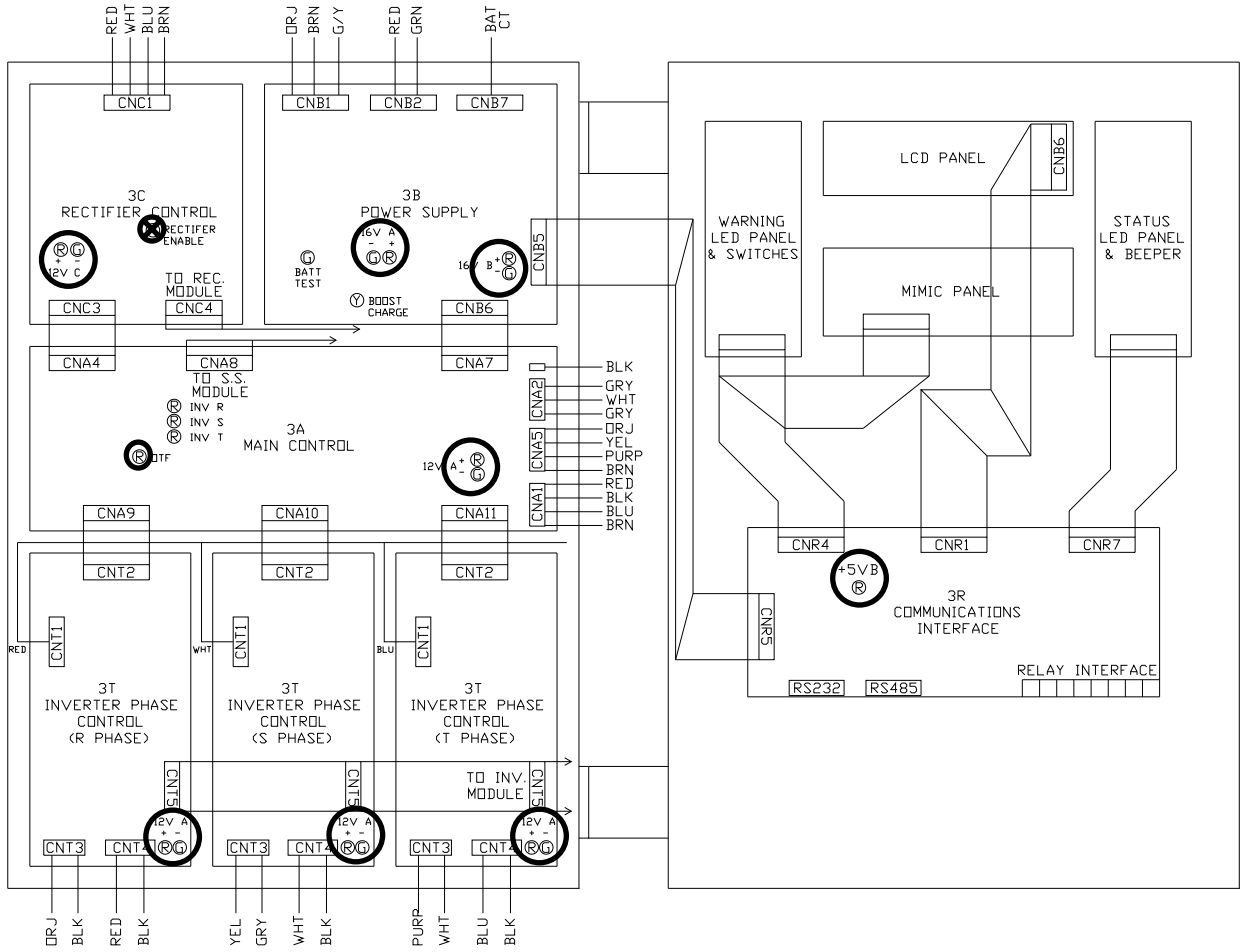 RED
WHT
BLU
BRN
ORJ
BRN
G/Y
RED
GRN
BAT
CT
CNC1
CNB1
CNB2
CNB7
3C
RECTIFIER CONTROL
RECTIFER
ENABLE
R G
+ -
12V C
TO REC.
MODULE
CNC3
CNC4
3B
POWER SUPPLY
16V A
- +
G R
G
BATT
TEST
Y BOOST
CHARGE
16V B + R
- G
CNB5
CNB6
CNA4
CNA8
CNA7
TO S.S.
MODULE
R INV R
R INV S
R INV T
R OTF
3A
MAIN CONTROL
12V A + R
- G
BLK
CNA2
GRY
WHT
GRY
CNA5
ORJ
YEL
PURP
BRN
CNA1
RED
BLK
BLU
BRN
CNA9
CNA10
CNA11
CNT2
CNT2
CNT2
RED
CNT1
WHT
CNT1
BLU
CNT1
3T
INVERTER PHASE
CONTROL
(R PHASE)
3T
INVERTER PHASE
CONTROL
(S PHASE)
3T
INVERTER PHASE
CONTROL
(T PHASE)
CNT5
CNT5
CNT5
TO INV.
MODULE
12V A
+ -
R G
12V A
+ -
R G
12V A
+ -
R G
CNT3
CNT4
CNT3
CNT4
CNT3
CNT4
ORJ
BLK
RED
BLK
YEL
GRY
WHT
BLK
PURP
WHT
BLU
BLK
WARNING
LED PANEL
& SWITCHES
LCD PANEL
CNB6
MIMIC PANEL
STATUS
LED PANEL
& BEEPER
CNR4
CNR1
CNR7
+5VB
R
3R
COMMUNICATIONS
INTERFACE
CNR5
RS232
RS485
RELAY INTERFACE